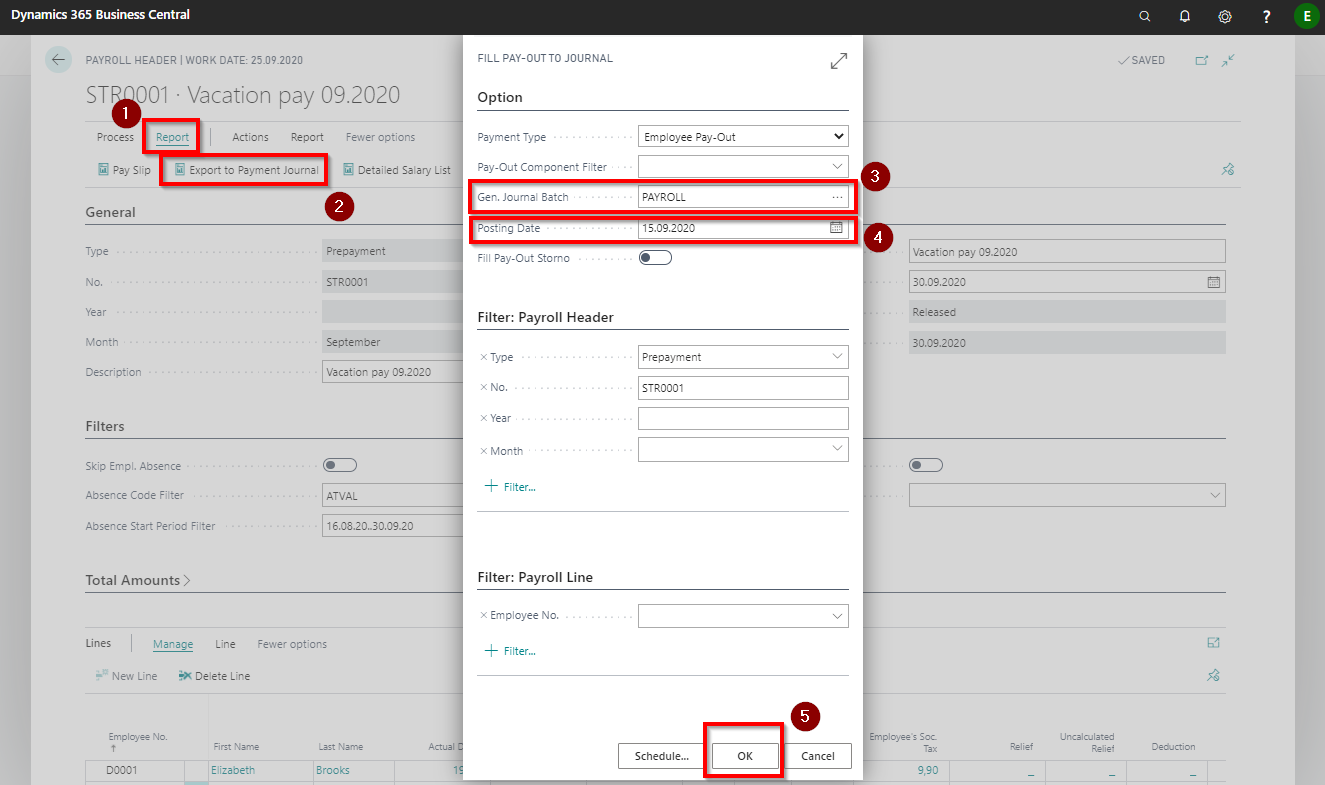 Dynamics 365 Business Central
E
PAYROLL HEADER | WORK DATE: 25.09.2020
SAVED
STR0001 · Vacation pay 09.2020
1
Process Report Actions Report Fewer options
Pay Slip Export to Payment Journal Detailed Salary List
2
General
Type Prepayment
No. STR0001
Year
Month September
Description Vacation pay 09.2020
Vacation pay 09.2020
30.09.2020
Released
30.09.2020
Filters
Skip Empl. Absence
Absence Code Filter ATVAL
Absence Start Period Filter 16.08.20..30.09.20
Total Amounts
Lines Manage Line Fewer options
New Line Delete Line
Employee No. First Name Last Name Actual D
D0001 Elizabeth Brooks 19
Employee's Soc. Tax Relief Uncalculated Relief Deduction
9,90 _ _ _
FILL PAY-OUT TO JOURNAL
Option
Payment Type Employee Pay-Out
Pay-Out Component Filter
Gen. Journal Batch PAYROLL ...
3
Posting Date 15.09.2020
4
Fill Pay-Out Storno
Filter: Payroll Header
× Type Prepayment
× No. STR0001
× Year
× Month
+ Filter...
Filter: Payroll Line
× Employee No.
+ Filter...
5
Schedule... OK Cancel